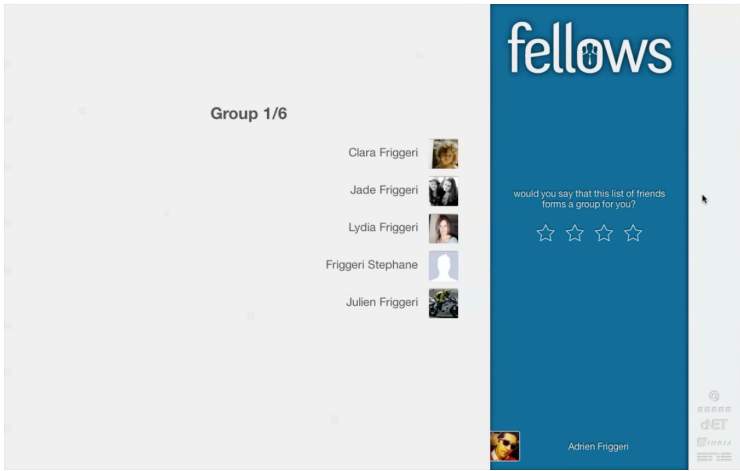 fellows
Group 1/6
Clara Friggeri
Jade Friggeri
Lydia Friggeri
Friggeri Stephane
Julien Friggeri
would you say that this list of friends
forms a group for you?
Adrien Friggeri
@